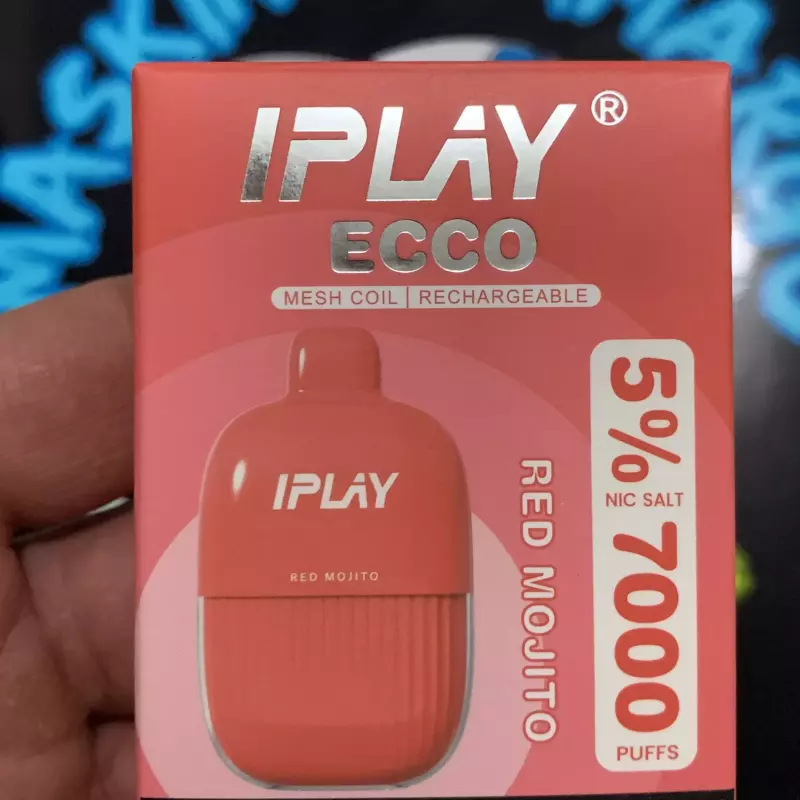 IPLAY®
ECCO
MESH COIL | RECHARGEABLE
IPLAY
RED MOJITO
RED MOJITO
5%
NIC SALT
7000
PUFFS